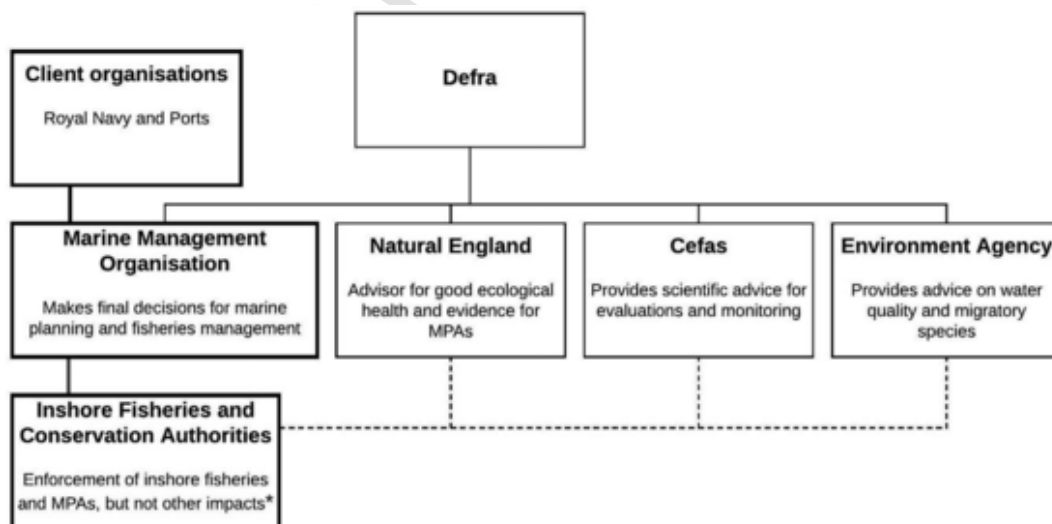 Client organisations
Royal Navy and Ports
Defra
Marine Management
Organisation
Makes final decisions for marine
planning and fisheries management
Natural England
Advisor for good ecological
health and evidence for
MPAs
Cefas
Provides scientific advice for
evaluations and monitoring
Environment Agency
Provides advice on water
quality and migratory
species
Inshore Fisheries and
Conservation Authorities
Enforcement of inshore fisheries
and MPAs, but not other impacts*